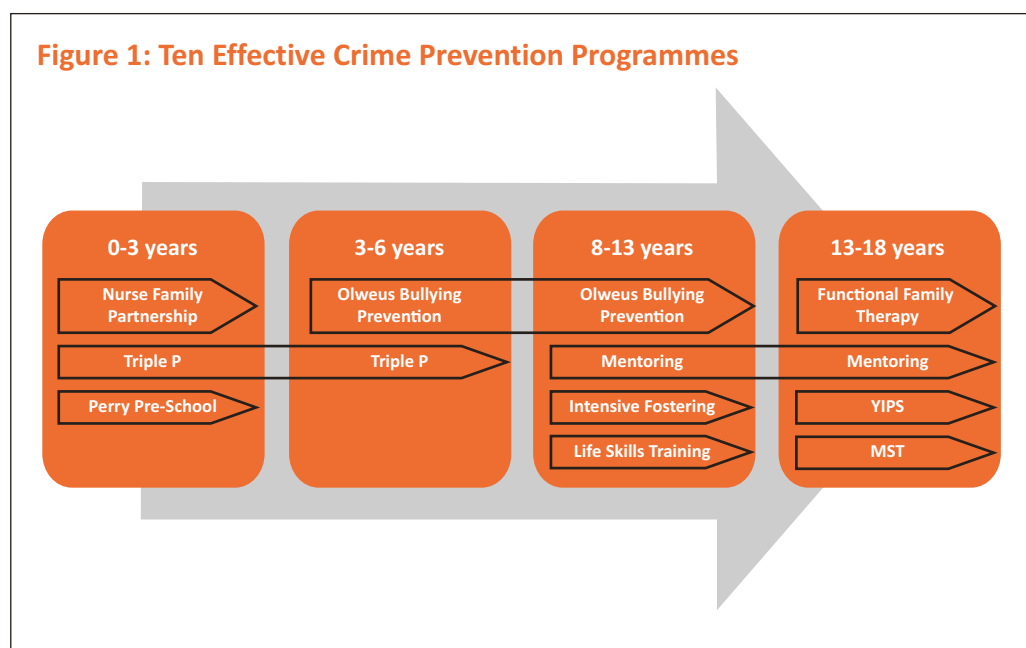 Figure 1: Ten Effective Crime Prevention Programmes
0-3 years
Nurse Family
Partnership
Triple P
Perry Pre-School
3-6 years
Olweus Bullying
Prevention
Triple P
8-13 years
Olweus Bullying
Prevention
Mentoring
Intensive Fostering
Life Skills Training
13-18 years
Functional Family
Therapy
Mentoring
YIPS
MST